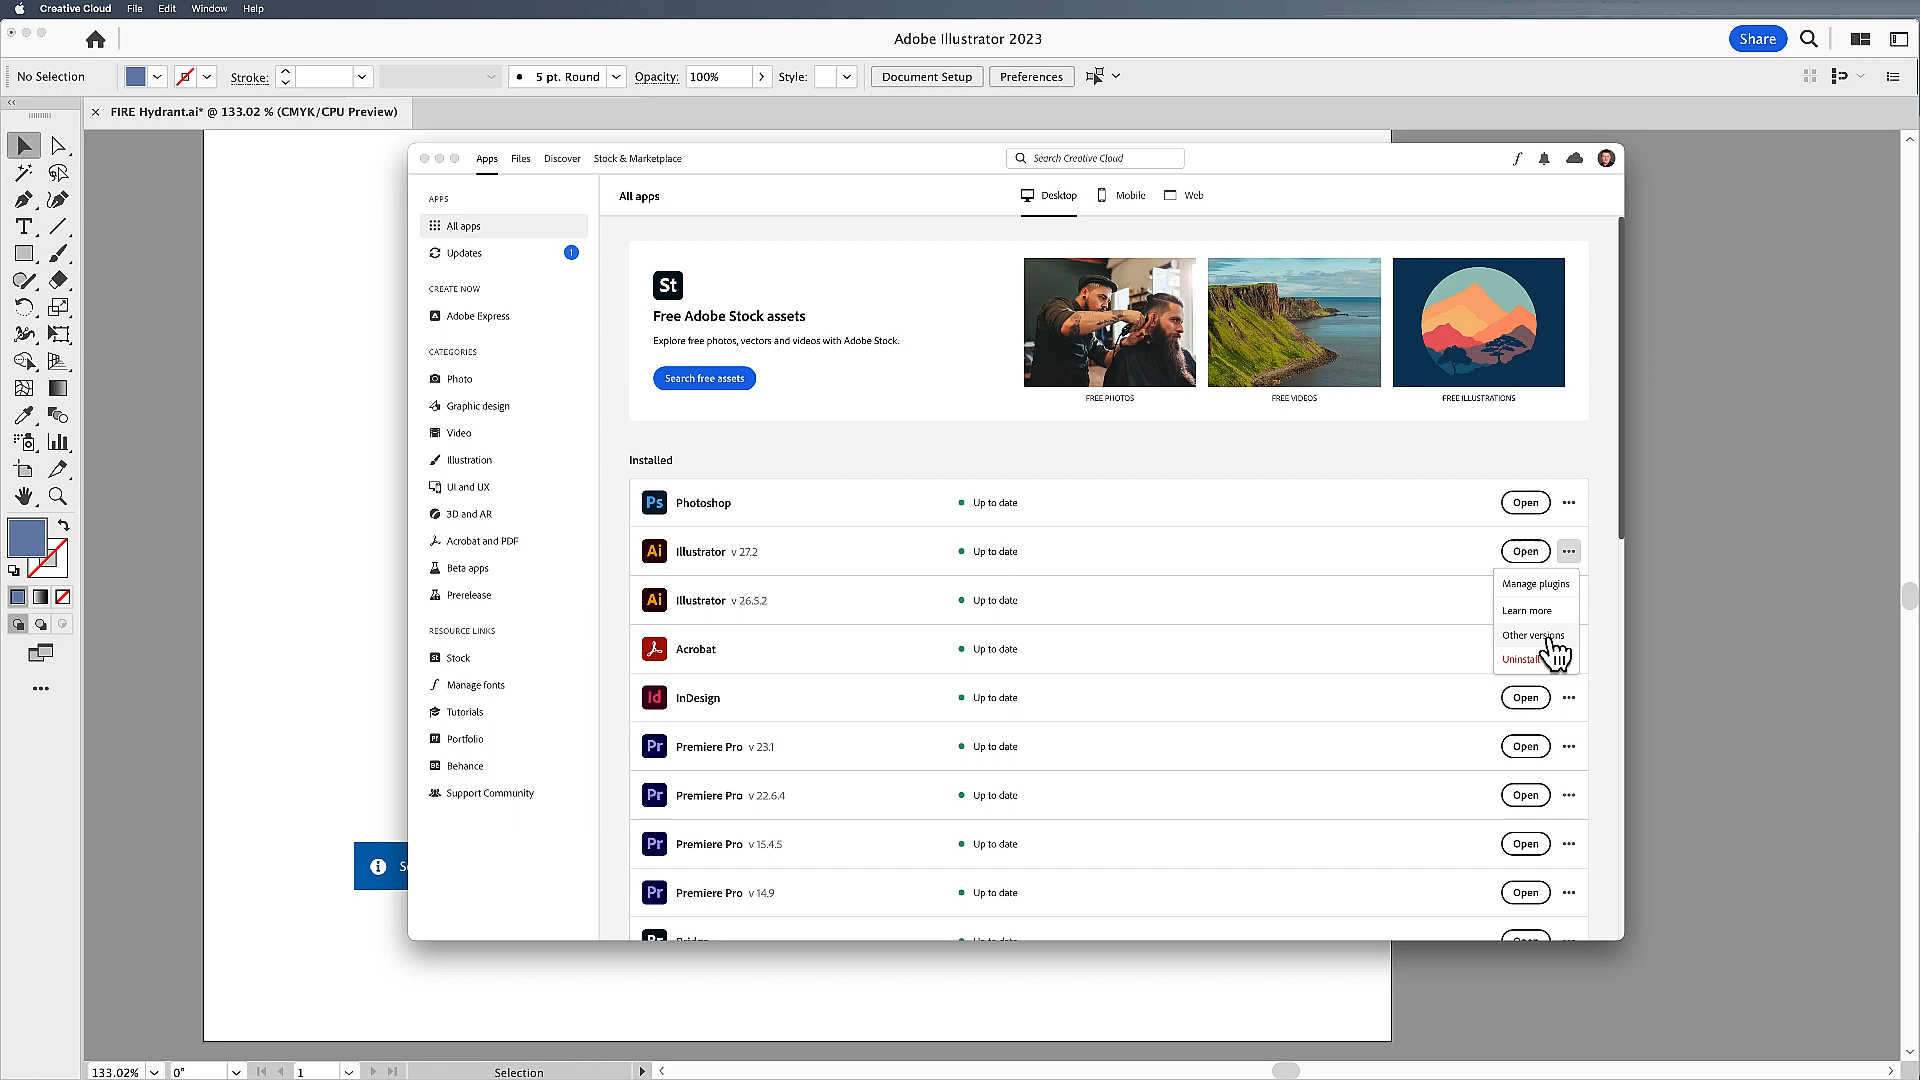 Creative Cloud File Edit Window Help
Adobe Illustrator 2023
Share
No Selection
Stroke:
5 pt. Round
Opacity: 100%
Style:
Document Setup
Preferences
FIRE Hydrant.ai* @ 133.02 % (CMYK/CPU Preview)
Apps Files Discover Stock & Marketplace
Search Creative Cloud
APPS
All apps
Updates 1
CREATE NOW
Adobe Express
CATEGORIES
Photo
Graphic design
Video
Illustration
UI and UX
3D and AR
Acrobat and PDF
Beta apps
Prerelease
RESOURCE LINKS
Stock
Manage fonts
Tutorials
Portfolio
Behance
Support Community
All apps
Desktop Mobile Web
St
Free Adobe Stock assets
Explore free photos, vectors and videos with Adobe Stock.
Search free assets
FREE PHOTOS FREE VIDEOS FREE ILLUSTRATIONS
Installed
Ps Photoshop Up to date Open
Ai Illustrator v 27.2 Up to date Open
Manage plugins
Learn more
Other versions
Uninstall
Ai Illustrator v 26.5.2 Up to date
Acrobat Up to date
Id InDesign Up to date Open
Pr Premiere Pro v 23.1 Up to date Open
Pr Premiere Pro v 22.6.4 Up to date Open
Pr Premiere Pro v 15.4.5 Up to date Open
Pr Premiere Pro v 14.9 Up to date Open
133.02% 0° 1 Selection